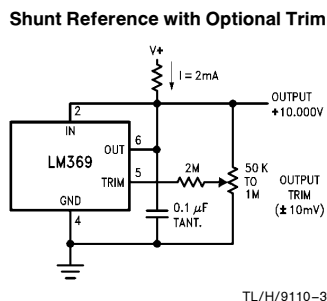 Shunt Reference with Optional Trim
V+
I = 2mA
OUTPUT
+10.000V
2
IN
6
OUT
LM369
5
TRIM
2M
50 K
TO
1M
OUTPUT
TRIM
(±10mV)
GND
4
0.1 μF
TANT.
TL/H/9110–3